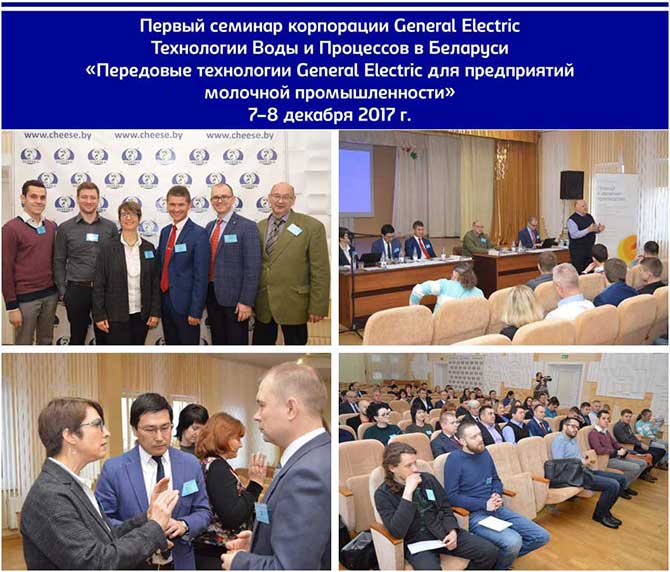 Первый семинар корпорации General Electric
Технологии Воды и Процессов в Беларуси
«Передовые технологии General Electric для предприятий
молочной промышленности»
7–8 декабря 2017 г.
www.cheese.by www.cheese.by www.cheese.by